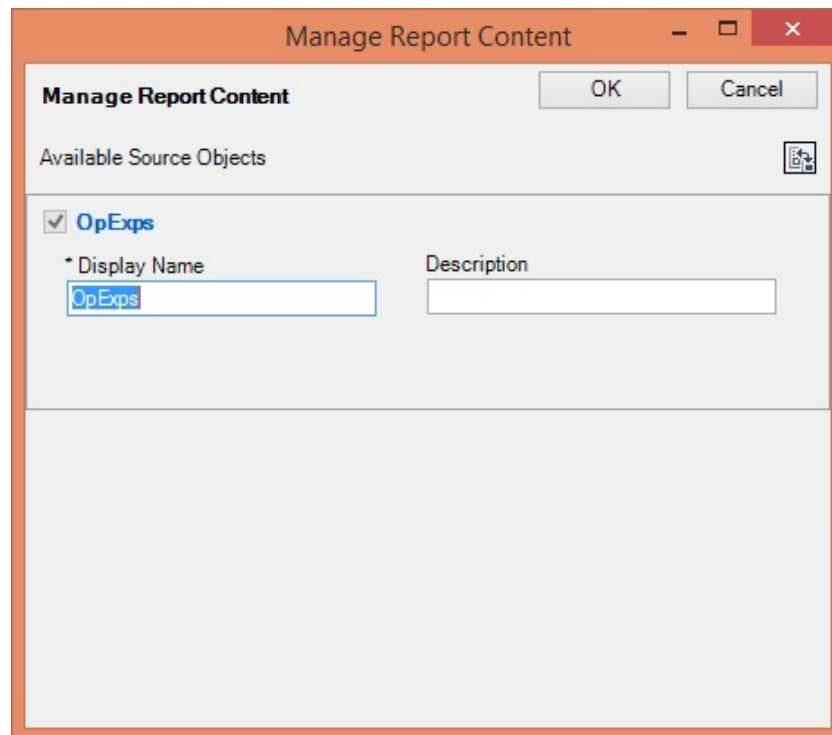 Manage Report Content
Manage Report Content OK Cancel
Available Source Objects
OpExps
* Display Name Description
OpExps